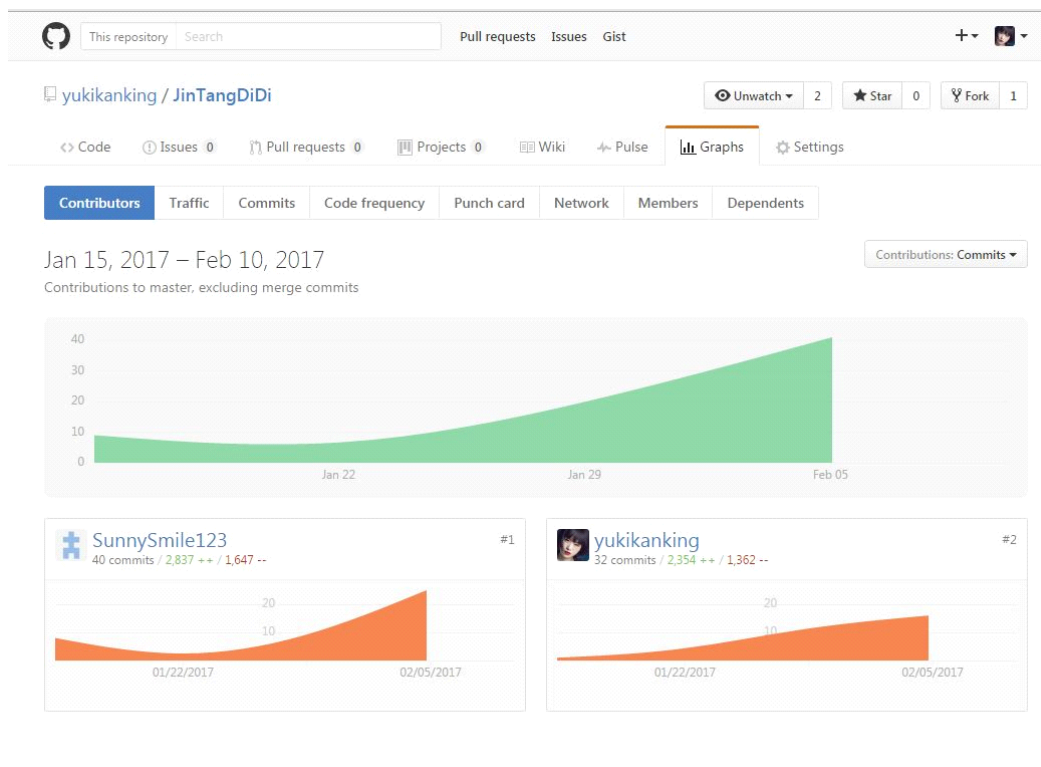 This repository Search Pull requests Issues Gist
yukikanking / JinTangDiDi Unwatch 2 Star 0 Fork 1
Code Issues 0 Pull requests 0 Projects 0 Wiki Pulse Graphs Settings
Contributors Traffic Commits Code frequency Punch card Network Members Dependents
Jan 15, 2017 – Feb 10, 2017 Contributions: Commits
Contributions to master, excluding merge commits
40
30
20
10
0
Jan 22 Jan 29 Feb 05
SunnySmile123 #1
40 commits / 2,837 ++ / 1,647 --
20
10
01/22/2017 02/05/2017
yukikanking #2
32 commits / 2,354 ++ / 1,362 --
20
10
01/22/2017 02/05/2017